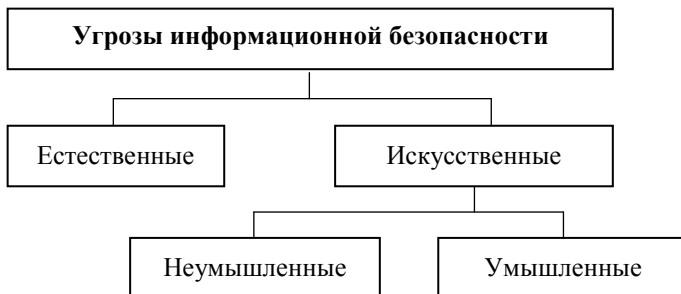 Угрозы информационной безопасности
Естественные
Искусственные
Неумышленные
Умышленные